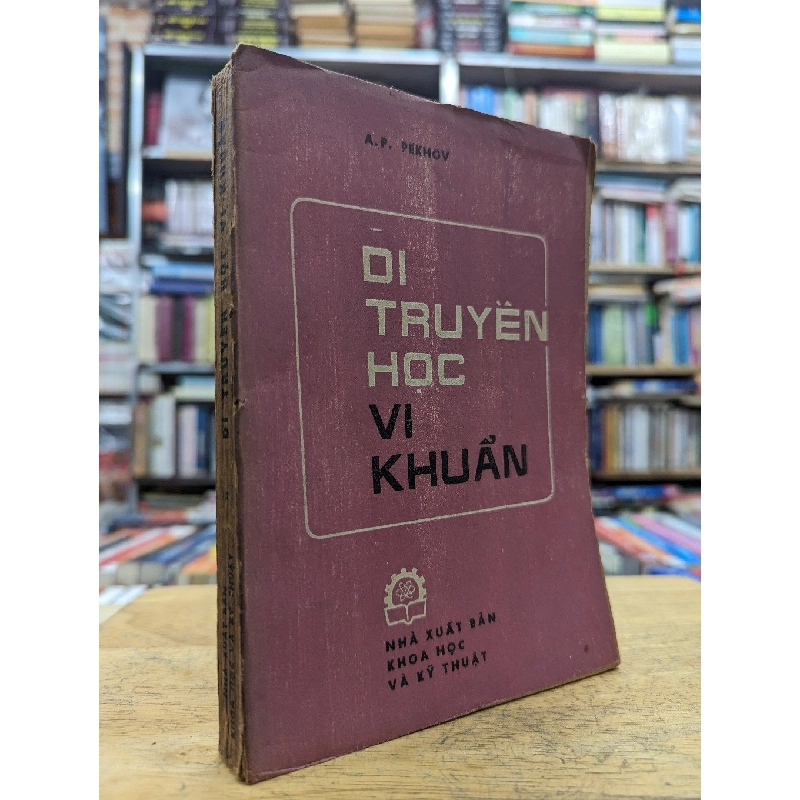 A.P. PEKHOV
DI
TRUYỀN
HỌC
VI
KHUẨN
NHÀ XUẤT BẢN
KHOA HỌC
VÀ KỸ THUẬT